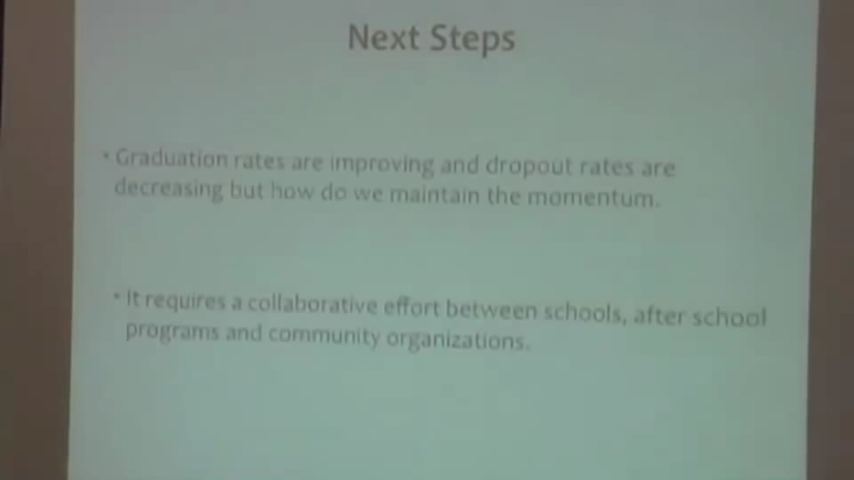 Next Steps
• Graduation rates are improving and dropout rates are
decreasing but how do we maintain the momentum.
• It requires a collaborative effort between schools, after school
programs and community organizations.